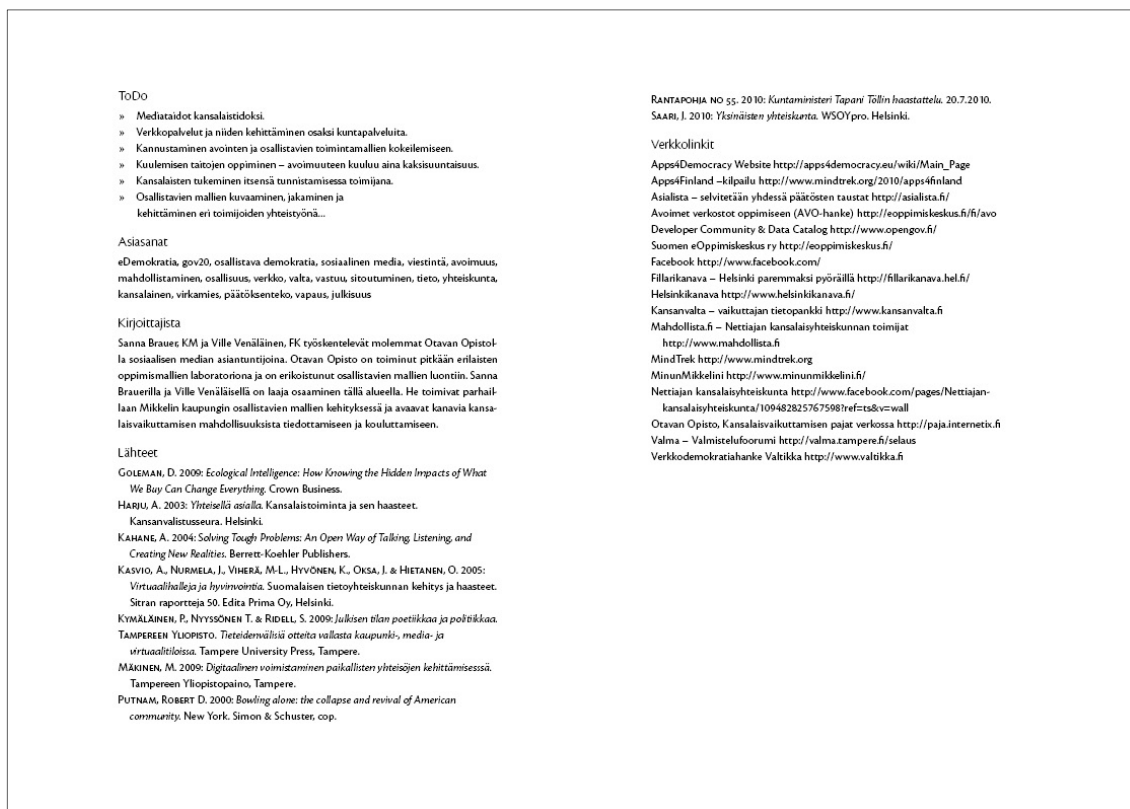 ToDo
» Mediataidot kansalaistidoksi.
» Verkkopalvelut ja niiden kehittäminen osaksi kuntapalveluita.
» Kannustaminen avointen ja osallistavien toimintamallien kokeilemiseen.
» Kuulemisen taitojen oppiminen – avoimuuteen kuuluu aina kaksisuuntaisuus.
» Kansalaisten tukeminen itsensä tunnistamisessa toimijana.
» Osallistavien mallien kuvaaminen, jakaminen ja
kehittäminen eri toimijoiden yhteistyönä...
Asiasanat
eDemokratia, gov20, osallistava demokratia, sosiaalinen media, viestintä, avoimuus,
mahdollistaminen, osallisuus, verkko, valta, vastuu, sitoutuminen, tieto, yhteiskunta,
kansalainen, virkamies, päätöksenteko, vapaus, julkisuus
Kirjoittajista
Sanna Brauer, KM ja Ville Venäläinen, FK työskentelevät molemmat Otavan Opistol-
la sosiaalisen median asiantuntijoina. Otavan Opisto on toiminut pitkään erilaisten
oppimismallien laboratoriona ja on erikoistunut osallistavien mallien luontiin. Sanna
Brauerilla ja Ville Venäläisellä on laaja osaaminen tällä alueella. He toimivat parhail-
laan Mikkelin kaupungin osallistavien mallien kehityksessä ja avaavat kanavia kansa-
laisvaikuttamisen mahdollisuuksista tiedottamiseen ja kouluttamiseen.
Lähteet
Goleman, D. 2009: Ecological Intelligence: How Knowing the Hidden Impacts of What
We Buy Can Change Everything. Crown Business.
Harju, A. 2003: Yhteisellä asialla. Kansalaistoiminta ja sen haasteet.
Kansanvalistusseura. Helsinki.
Kahane, A. 2004: Solving Tough Problems: An Open Way of Talking, Listening, and
Creating New Realities. Berrett-Koehler Publishers.
Kasvio, A., Nurmela, J., Viherä, M-L., Hyvönen, K., Oksa, J. & Hietanen, O. 2005:
Virtuaalihalleja ja hyvinvointia. Suomalaisen tietoyhteiskunnan kehitys ja haasteet.
Sitran raportteja 50. Edita Prima Oy, Helsinki.
Kymäläinen, P., Nyyssönen T. & Ridell, S. 2009: Julkisen tilan poetiikkaa ja politiikkaa.
Tampereen Yliopisto. Tieteidenvälisiä otteita vallasta kaupunki-, media- ja
virtuaalitiloissa. Tampere University Press, Tampere.
Mäkinen, M. 2009: Digitaalinen voimistaminen paikallisten yhteisöjen kehittämisesssä.
Tampereen Yliopistopaino, Tampere.
Putnam, Robert D. 2000: Bowling alone: the collapse and revival of American
community. New York. Simon & Schuster, cop.
Rantapohja no 55. 2010: Kuntaministeri Tapani Töllin haastattelu. 20.7.2010.
Saari, J. 2010: Yksinäisten yhteiskunta. WSOYpro. Helsinki.
Verkkolinkit
Apps4Democracy Website http://apps4democracy.eu/wiki/Main_Page
Apps4Finland –kilpailu http://www.mindtrek.org/2010/apps4finland
Asialista – selvitetään yhdessä päätösten taustat http://asialista.fi/
Avoimet verkostot oppimiseen (AVO-hanke) http://eoppimiskeskus.fi/fi/avo
Developer Community & Data Catalog http://www.opengov.fi/
Suomen eOppimiskeskus ry http://eoppimiskeskus.fi/
Facebook http://www.facebook.com/
Fillarikanava – Helsinki paremmaksi pyöräillä http://fillarikanava.hel.fi/
Helsinkikanava http://www.helsinkikanava.fi/
Kansanvalta – vaikuttajan tietopankki http://www.kansanvalta.fi
Mahdollista.fi – Nettiajan kansalaisyhteiskunnan toimijat
http://www.mahdollista.fi
MindTrek http://www.mindtrek.org
MinunMikkelini http://www.minunmikkelini.fi/
Nettiajan kansalaisyhteiskunta http://www.facebook.com/pages/Nettiajan-
kansalaisyhteiskunta/109482825767598?ref=ts&v=wall
Otavan Opisto, Kansalaisvaikuttamisen pajat verkossa http://paja.internetix.fi
Valma – Valmistelufoorumi http://valma.tampere.fi/selaus
Verkkodemokratiahanke Valtikka http://www.valtikka.fi